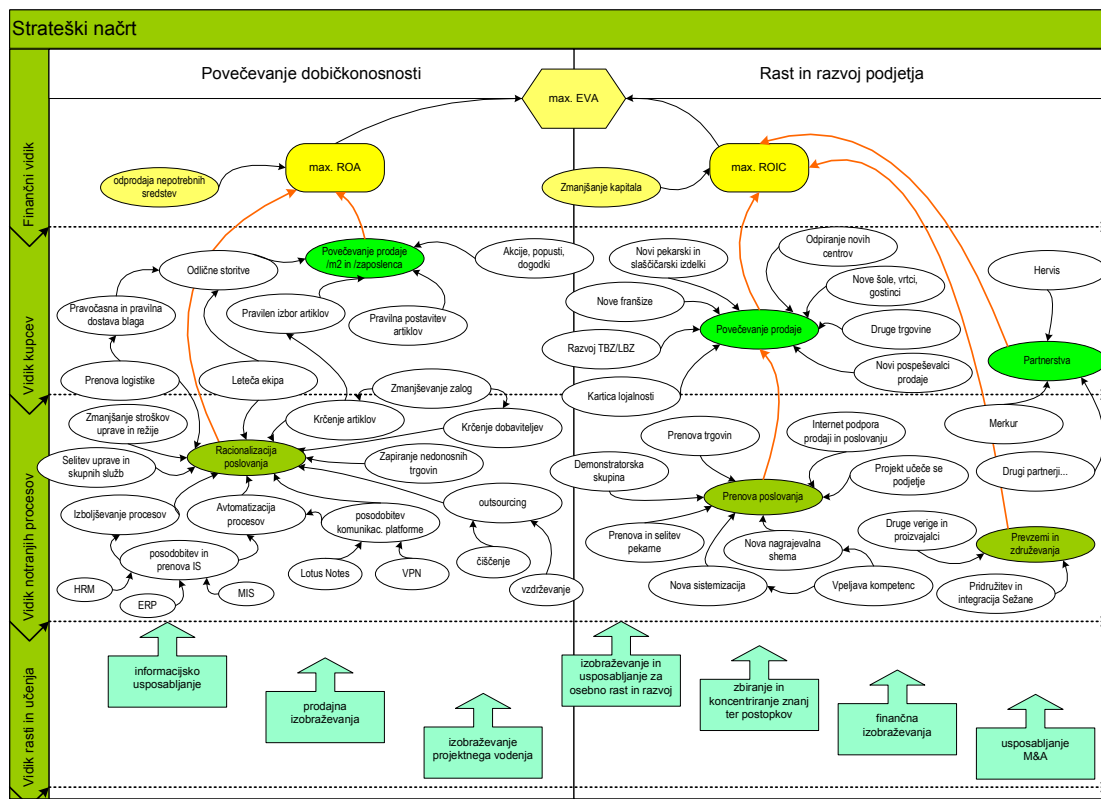 Strateški načrt
Povečevanje dobičkonosnosti
Rast in razvoj podjetja
Finančni vidik
max. EVA
max. ROA
max. ROIC
odprodaja nepotrebnih
sredstev
Zmanjšanje kapitala
Vidik kupcev
Odlične storitve
Povečevanje prodaje
/m2 in /zaposlenca
Akcije, popusti,
dogodki
Pravočasna in pravilna
dostava blaga
Pravilen izbor artiklov
Pravilna postavitev
artiklov
Prenova logistike
Leteča ekipa
Novi pekarski in
slaščičarski izdelki
Odpiranje novih
centrov
Nove šole, vrtci,
gostinci
Hervis
Nove franšize
Povečevanje prodaje
Druge trgovine
Razvoj TBZ/LBZ
Novi pospeševalci
prodaje
Partnerstva
Kartica lojalnosti
Vidik notranjih procesov
Zmanjševanje zalog
Zmanjšanje stroškov
uprave in režije
Krčenje artiklov
Krčenje dobaviteljev
Racionalizacija
poslovanja
Selitev uprave in
skupnih služb
Zapiranje nedonosnih
trgovin
Izboljševanje procesov
Avtomatizacija
procesov
posodobitev
komunikac. platforme
outsourcing
posodobitev in
prenova IS
Lotus Notes
VPN
čiščenje
vzdrževanje
HRM
ERP
MIS
Prenova trgovin
Internet podpora
prodaji in poslovanju
Merkur
Demonstratorska
skupina
Prenova poslovanja
Projekt učeče se
podjetje
Drugi partnerji...
Prenova in selitev
pekarne
Nova nagrajevalna
shema
Druge verige in
proizvajalci
Prevzemi in
združevanja
Nova sistemizacija
Vpeljava kompetenc
Pridružitev in
integracija Sežane
Vidik rasti in učenja
informacijsko
usposabljanje
prodajna
izobraževanja
izobraževanje
projektnega vodenja
izobraževanje in
usposabljanje za
osebno rast in razvoj
zbiranje in
koncentriranje znanj
ter postopkov
finančna
izobraževanja
usposabljanje
M&A